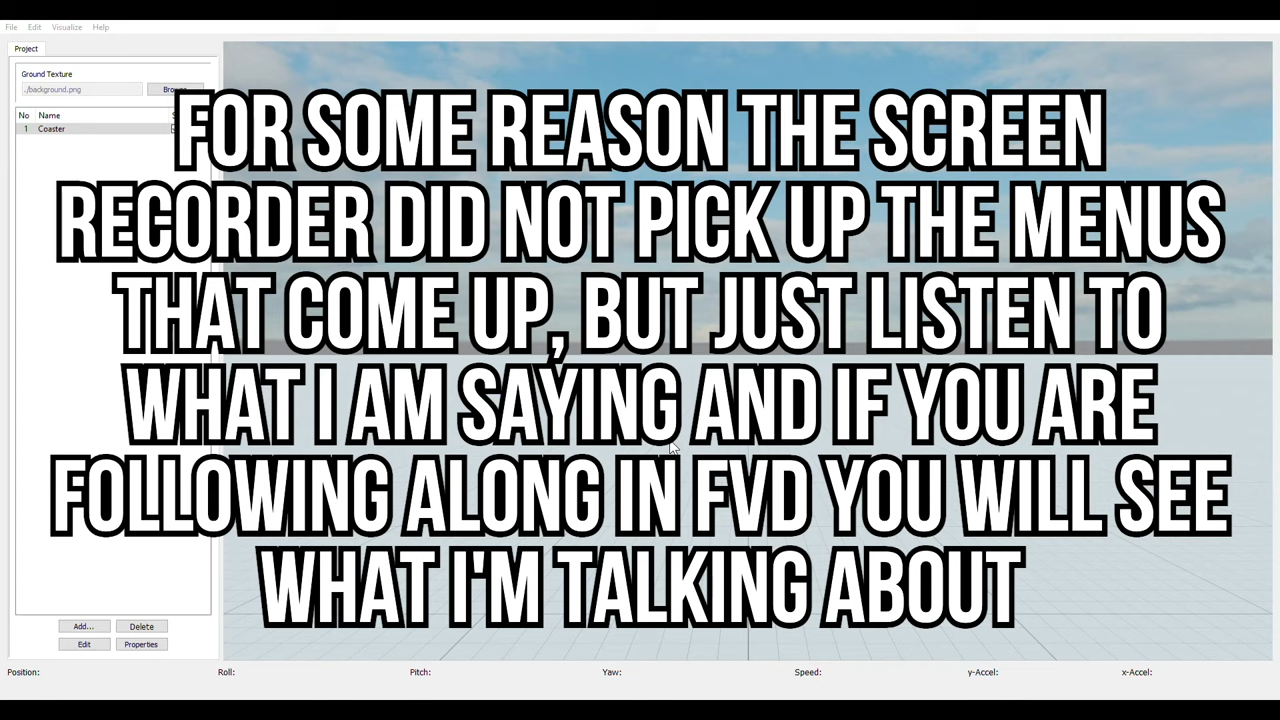 File Edit Visualize Help
Project
Ground Texture
./background.png
No Name
1 Coaster
FOR SOME REASON THE SCREEN
RECORDER DID NOT PICK UP THE MENUS
THAT COME UP, BUT JUST LISTEN TO
WHAT I AM SAYING AND IF YOU ARE
FOLLOWING ALONG IN FVD YOU WILL SEE
WHAT I'M TALKING ABOUT
Add... Delete
Edit Properties
Position: Roll: Pitch: Yaw: Speed: y-Accel: x-Accel: